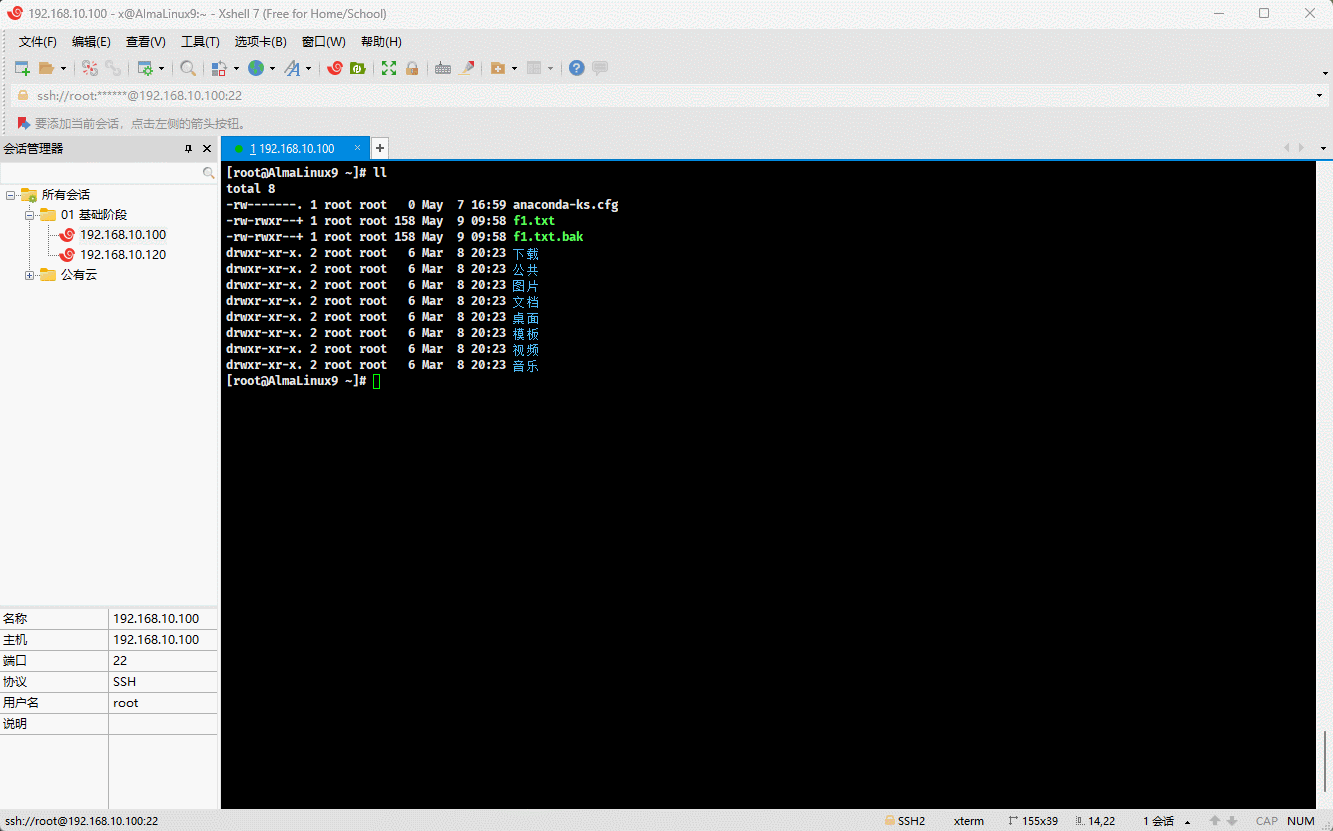 192.168.10.100 - x@AlmaLinux9:~ - Xshell 7 (Free for Home/School)
文件(F) 编辑(E) 查看(V) 工具(T) 选项卡(B) 窗口(W) 帮助(H)
ssh://root:******@192.168.10.100:22
要添加当前会话，点击左侧的箭头按钮。
会话管理器
所有会话
01 基础阶段
192.168.10.100
192.168.10.120
公有云
名称 192.168.10.100
主机 192.168.10.100
端口 22
协议 SSH
用户名 root
说明
1 192.168.10.100
[root@AlmaLinux9 ~]# ll
total 8
-rw-------. 1 root root   0 May  7 16:59 anaconda-ks.cfg
-rw-rwxr--+ 1 root root 158 May  9 09:58 f1.txt
-rw-rwxr--+ 1 root root 158 May  9 09:58 f1.txt.bak
drwxr-xr-x. 2 root root   6 Mar  8 20:23 下载
drwxr-xr-x. 2 root root   6 Mar  8 20:23 公共
drwxr-xr-x. 2 root root   6 Mar  8 20:23 图片
drwxr-xr-x. 2 root root   6 Mar  8 20:23 文档
drwxr-xr-x. 2 root root   6 Mar  8 20:23 桌面
drwxr-xr-x. 2 root root   6 Mar  8 20:23 模板
drwxr-xr-x. 2 root root   6 Mar  8 20:23 视频
drwxr-xr-x. 2 root root   6 Mar  8 20:23 音乐
[root@AlmaLinux9 ~]#
ssh://root@192.168.10.100:22 SSH2 xterm 155x39 14,22 1 会话 CAP NUM